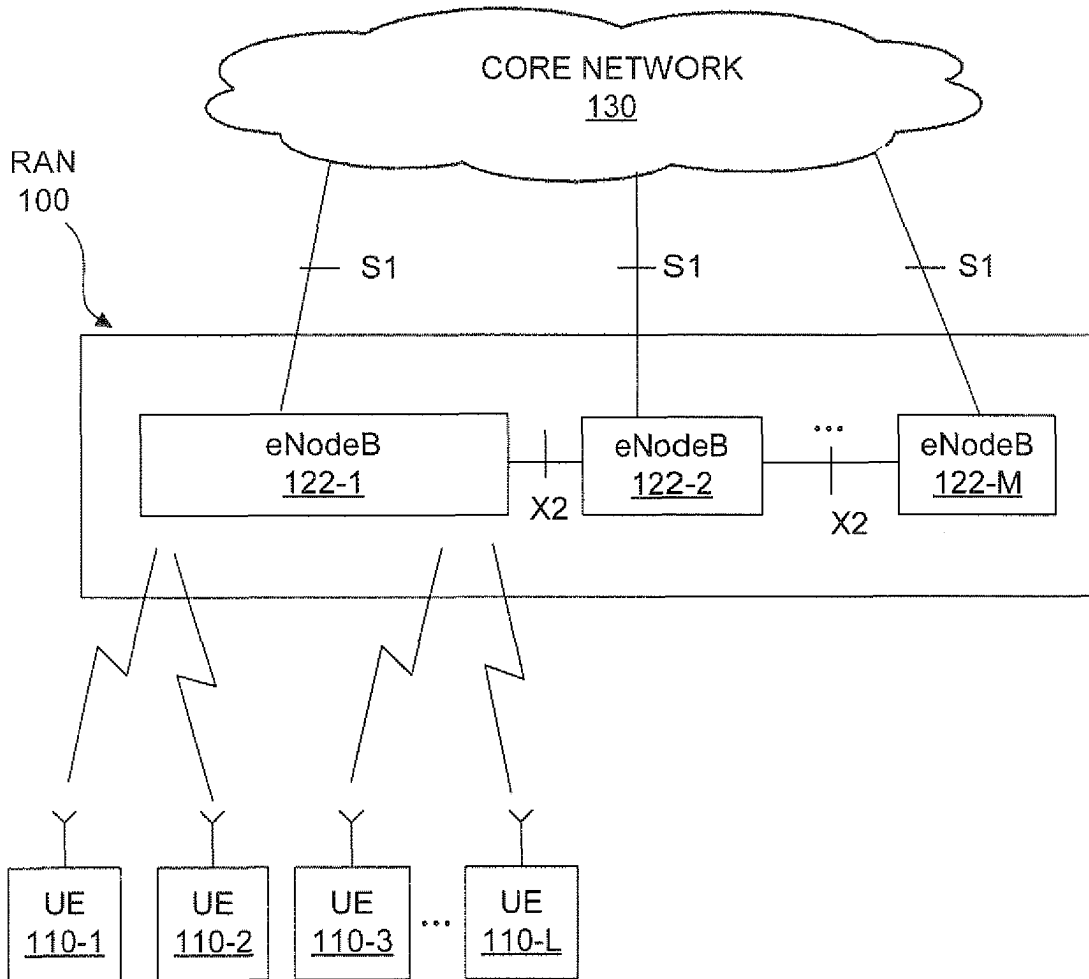 CORE NETWORK
130
RAN
100
S1
S1
S1
eNodeB
122-1
X2
eNodeB
122-2
...
X2
eNodeB
122-M
UE
110-1
UE
110-2
UE
110-3
...
UE
110-L